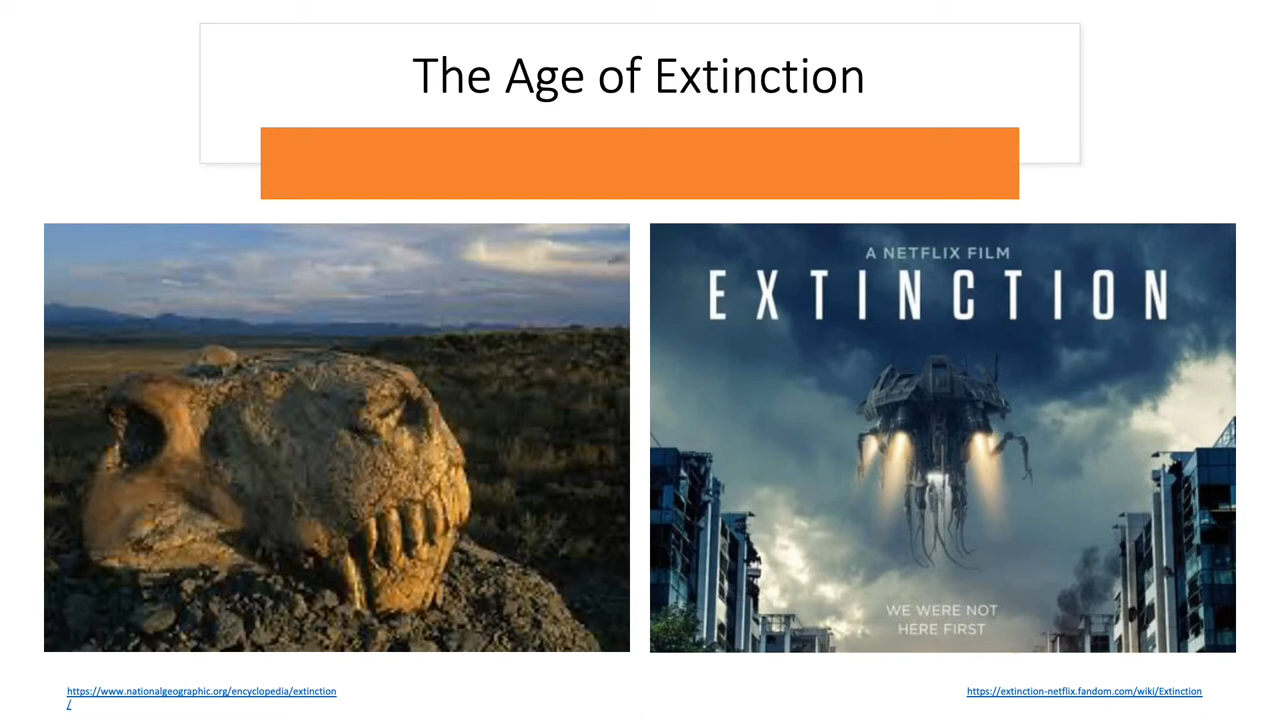 The Age of Extinction
A NETFLIX FILM
EXTINCTION
WE WERE NOT
HERE FIRST
https://www.nationalgeographic.org/encyclopedia/extinction
/
https://extinction-netflix.fandom.com/wiki/Extinction